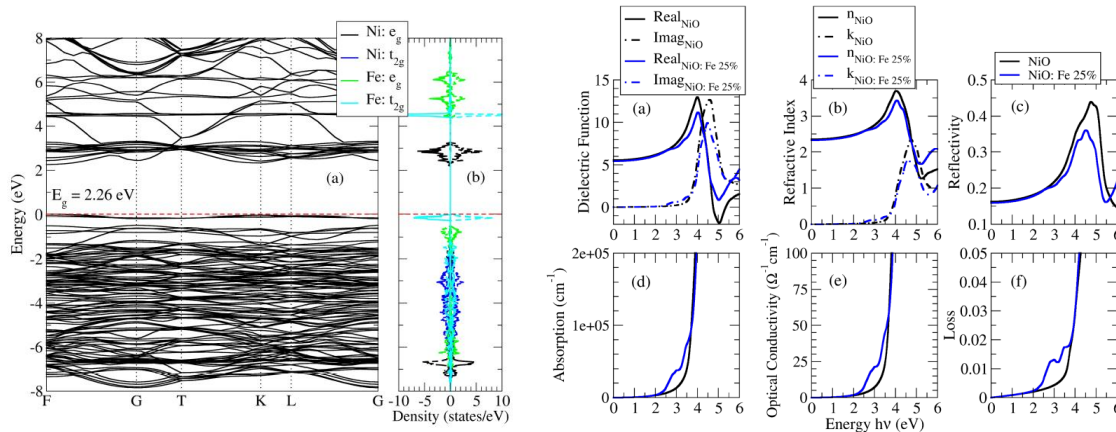 8
6
4
2
0
-2
-4
-6
-8
Energy (eV)
E_g = 2.26 eV
(a)
F G T K L G
Ni: e_g
Ni: t_2g
Fe: e_g
Fe: t_2g
(b)
-10 -5 0 5 10
Density (states/eV)
Real_NiO
Imag_NiO
Real_NiO: Fe 25%
Imag_NiO: Fe 25%
(a)
15
10
5
0
Dielectric Function
0 1 2 3 4 5 6
n_NiO
k_NiO
n_NiO: Fe 25%
k_NiO: Fe 25%
(b)
4
3
2
1
0
Refractive Index
0 1 2 3 4 5 6
NiO
NiO: Fe 25%
(c)
0.5
0.4
0.3
0.2
0.1
Reflectivity
0 1 2 3 4 5 6
(d)
2e+05
1e+05
0
Absorption (cm⁻¹)
0 1 2 3 4 5 6
(e)
100
75
50
25
0
Optical Conductivity (Ω⁻¹ cm⁻¹)
0 1 2 3 4 5 6
Energy hν (eV)
(f)
0.05
0.04
0.03
0.02
0.01
0
Loss
0 1 2 3 4 5 6